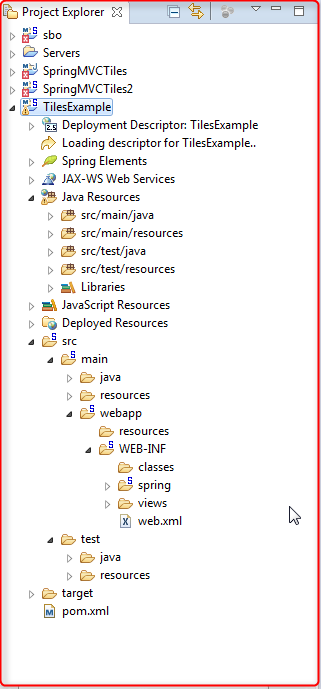 Project Explorer
sbo
Servers
SpringMVCTiles
SpringMVCTiles2
TilesExample
Deployment Descriptor: TilesExample
Loading descriptor for TilesExample..
Spring Elements
JAX-WS Web Services
Java Resources
src/main/java
src/main/resources
src/test/java
src/test/resources
Libraries
JavaScript Resources
Deployed Resources
src
main
java
resources
webapp
resources
WEB-INF
classes
spring
views
web.xml
test
java
resources
target
pom.xml